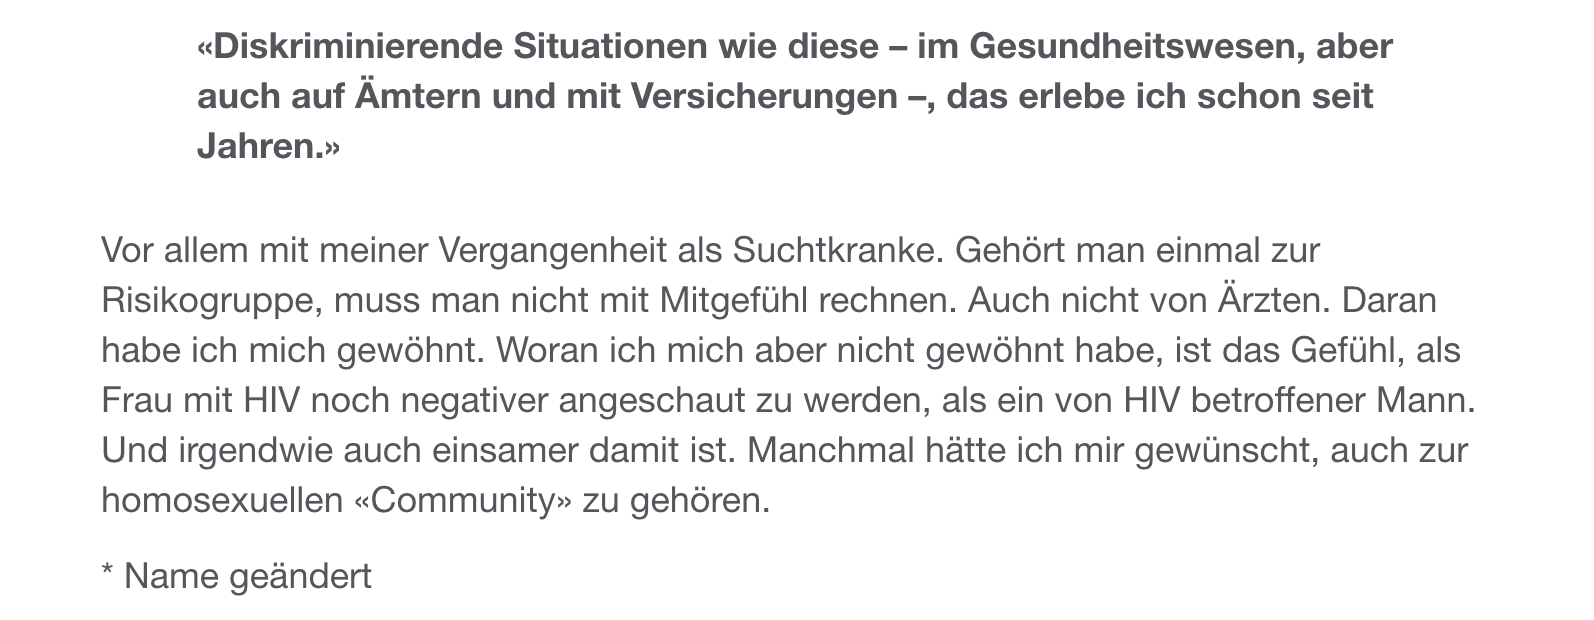 «Diskriminierende Situationen wie diese – im Gesundheitswesen, aber
auch auf Ämtern und mit Versicherungen –, das erlebe ich schon seit
Jahren.»
Vor allem mit meiner Vergangenheit als Suchtkranke. Gehört man einmal zur
Risikogruppe, muss man nicht mit Mitgefühl rechnen. Auch nicht von Ärzten. Daran
habe ich mich gewöhnt. Woran ich mich aber nicht gewöhnt habe, ist das Gefühl, als
Frau mit HIV noch negativer angeschaut zu werden, als ein von HIV betroffener Mann.
Und irgendwie auch einsamer damit ist. Manchmal hätte ich mir gewünscht, auch zur
homosexuellen «Community» zu gehören.
* Name geändert